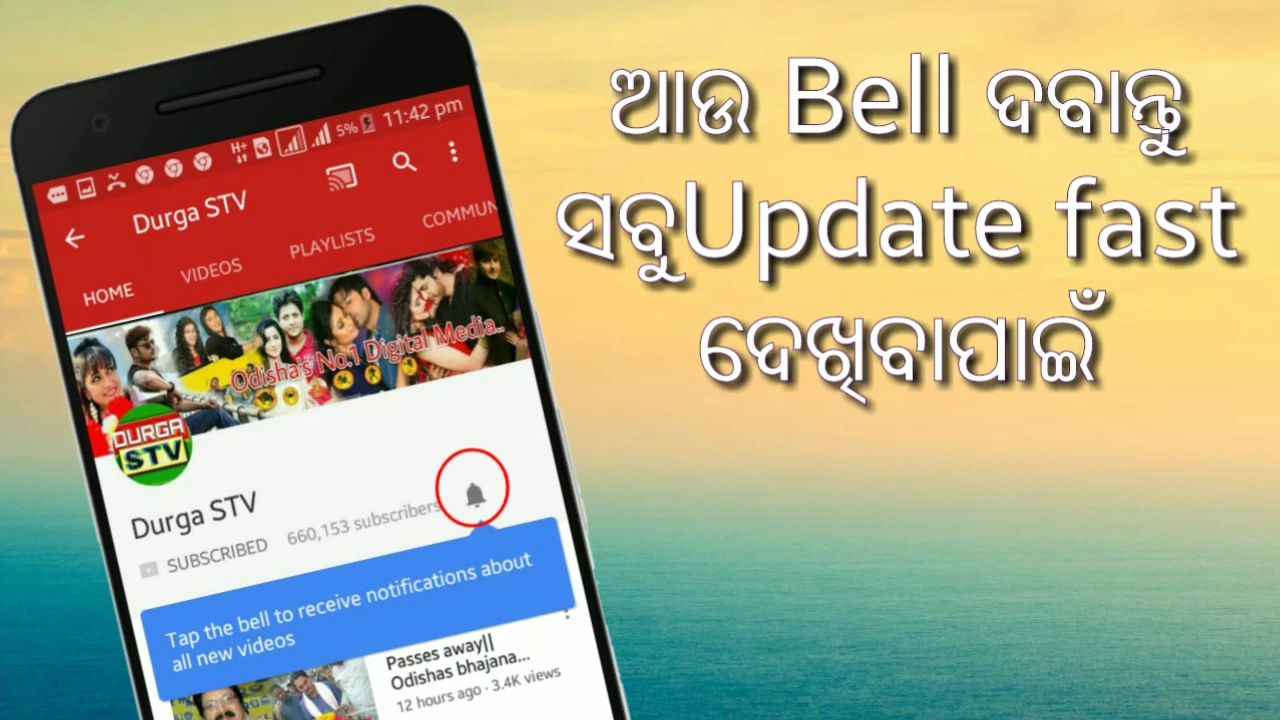 ଆଉ Bell ଦବାନ୍ତୁ
ସବୁUpdate fast
ଦେଖିବାପାଇଁ
H+
5%
11:42 pm
Durga STV
HOME
VIDEOS
PLAYLISTS
COMMUN
Odisha's No.1 Digital Media..
DURGA
STV
Durga STV
SUBSCRIBED 660,153 subscribers
Tap the bell to receive notifications about
all new videos
Passes away||
Odishas bhajana...
12 hours ago · 3.4K views